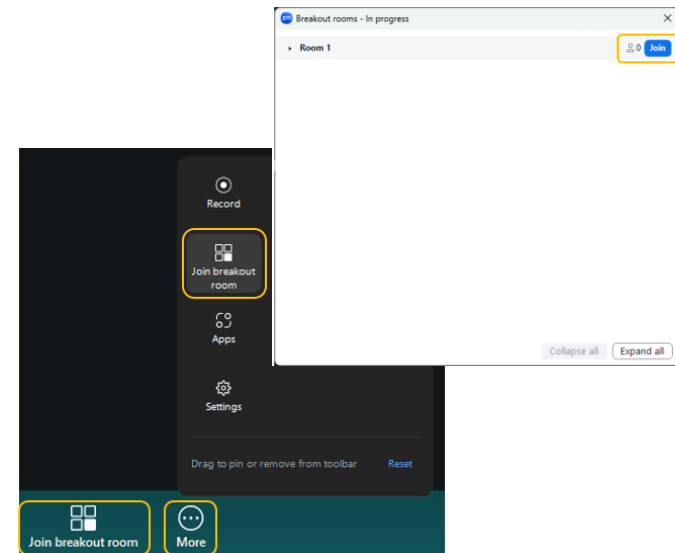 zm Breakout rooms - In progress
Room 1
0 Join
Record
Join breakout
room
Apps
Settings
Collapse all Expand all
Drag to pin or remove from toolbar Reset
Join breakout room
More